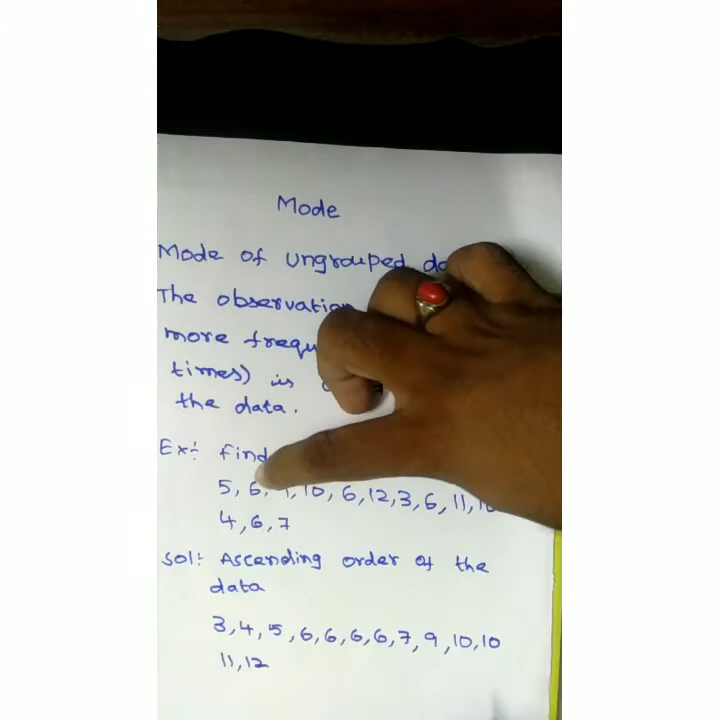 Mode
Mode of ungrouped
The
more
times) is
the data.
Ex:- find
5, 6, 10, 6, 12, 3, 6, 11,
4, 6, 7
Sol:- Ascending order of the
data
3, 4, 5, 6, 6, 6, 6, 7, 9, 10, 10
11, 12